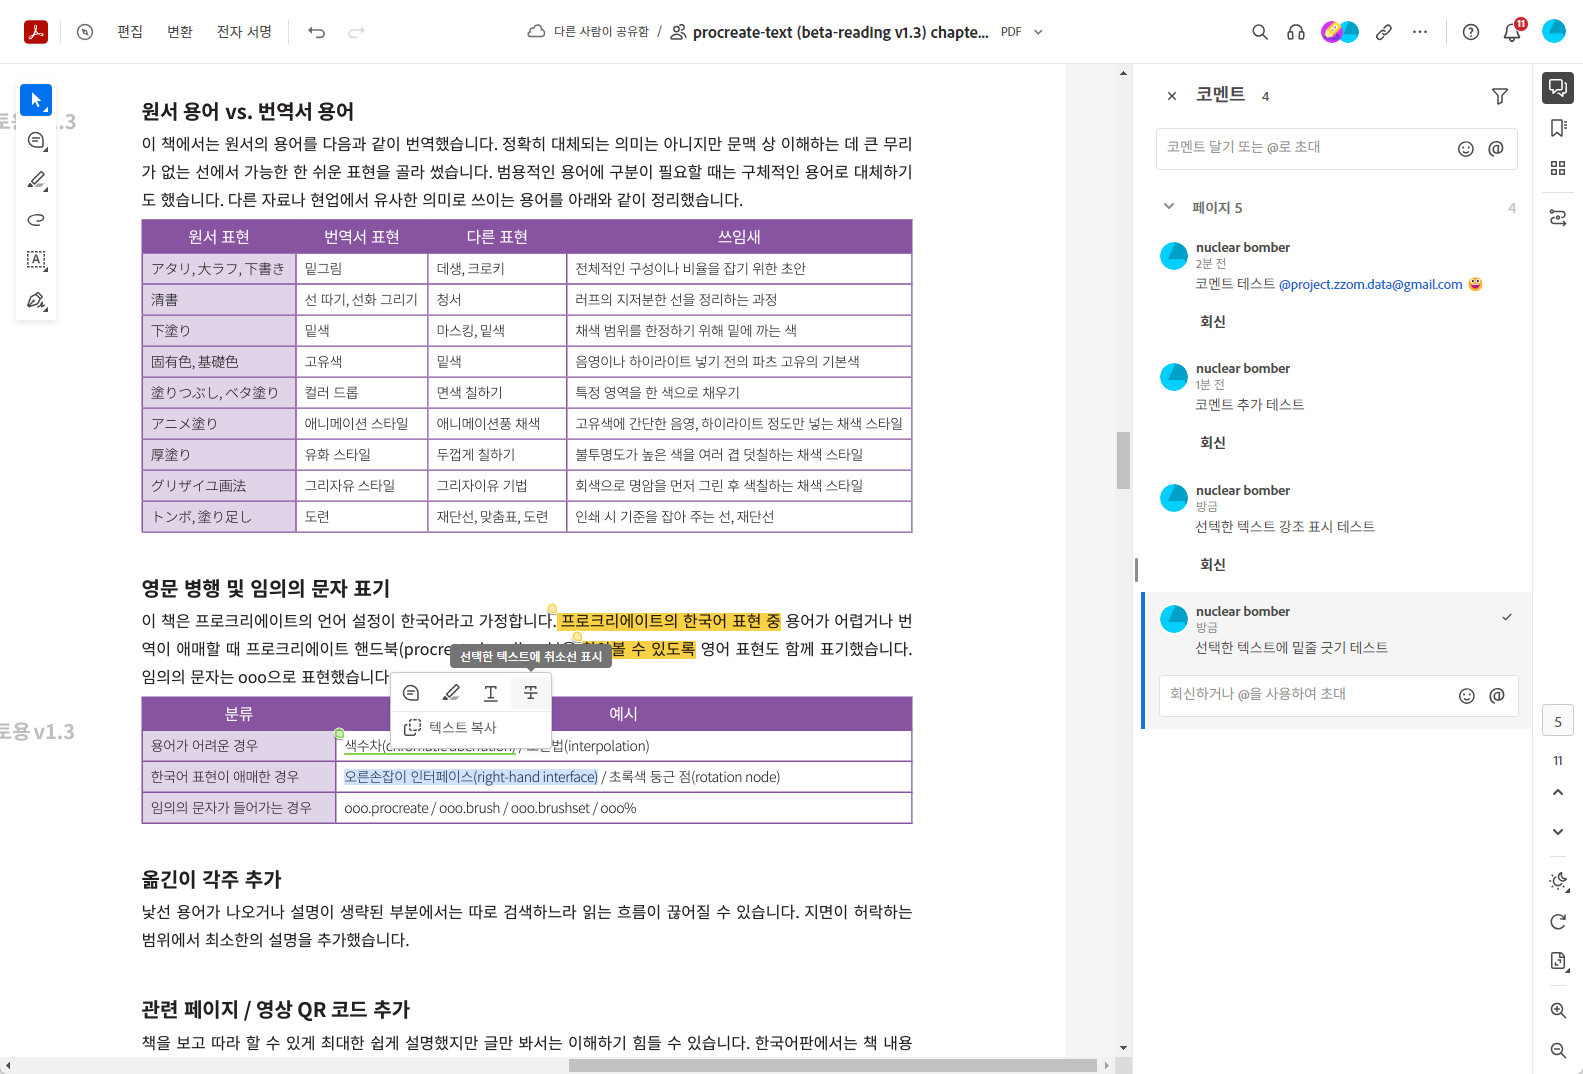 편집 변환 전자 서명
다른 사람이 공유함 / procreate-text (beta-reading v1.3) chapte... PDF
11
토용 v1.3
원서 용어 vs. 번역서 용어
이 책에서는 원서의 용어를 다음과 같이 번역했습니다. 정확히 대체되는 의미는 아니지만 문맥 상 이해하는 데 큰 무리
가 없는 선에서 가능한 한 쉬운 표현을 골라 썼습니다. 범용적인 용어에 구분이 필요할 때는 구체적인 용어로 대체하기
도 했습니다. 다른 자료나 현업에서 유사한 의미로 쓰이는 용어를 아래와 같이 정리했습니다.
원서 표현 번역서 표현 다른 표현 쓰임새
アタリ, 大ラフ, 下書き 밑그림 데생, 크로키 전체적인 구성이나 비율을 잡기 위한 초안
清書 선 따기, 선화 그리기 청서 러프의 지저분한 선을 정리하는 과정
下塗り 밑색 마스킹, 밑색 채색 범위를 한정하기 위해 밑에 까는 색
固有色, 基礎色 고유색 밑색 음영이나 하이라이트 넣기 전의 파츠 고유의 기본색
塗りつぶし, ベタ塗り 컬러 드롭 면색 칠하기 특정 영역을 한 색으로 채우기
アニメ塗り 애니메이션 스타일 애니메이션풍 채색 고유색에 간단한 음영, 하이라이트 정도만 넣는 채색 스타일
厚塗り 유화 스타일 두껍게 칠하기 불투명도가 높은 색을 여러 겹 덧칠하는 채색 스타일
グリザイユ画法 그리자유 스타일 그리자이유 기법 회색으로 명암을 먼저 그린 후 색칠하는 채색 스타일
トンボ, 塗り足し 도련 재단선, 맞춤표, 도련 인쇄 시 기준을 잡아 주는 선, 재단선
영문 병행 및 임의의 문자 표기
이 책은 프로크리에이트의 언어 설정이 한국어라고 가정합니다. 프로크리에이트의 한국어 표현 중 용어가 어렵거나 번
역이 애매할 때 프로크리에이트 핸드북(procre 볼 수 있도록 영어 표현도 함께 표기했습니다.
선택한 텍스트에 취소선 표시
임의의 문자는 ooo으로 표현했습니다
텍스트 복사
분류 예시
용어가 어려운 경우 색수차(chromatic aberration) / 보간법(interpolation)
한국어 표현이 애매한 경우 오른손잡이 인터페이스(right-hand interface) / 초록색 둥근 점(rotation node)
임의의 문자가 들어가는 경우 ooo.procreate / ooo.brush / ooo.brushset / ooo%
토용 v1.3
옮긴이 각주 추가
낯선 용어가 나오거나 설명이 생략된 부분에서는 따로 검색하느라 읽는 흐름이 끊어질 수 있습니다. 지면이 허락하는
범위에서 최소한의 설명을 추가했습니다.
관련 페이지 / 영상 QR 코드 추가
책을 보고 따라 할 수 있게 최대한 쉽게 설명했지만 글만 봐서는 이해하기 힘들 수 있습니다. 한국어판에서는 책 내용
코멘트 4
코멘트 달기 또는 @로 초대
페이지 5 4
nuclear bomber
2분 전
코멘트 테스트 @project.zzom.data@gmail.com
회신
nuclear bomber
1분 전
코멘트 추가 테스트
회신
nuclear bomber
방금
선텍한 텍스트 강조 표시 테스트
회신
nuclear bomber
방금
선택한 텍스트에 밑줄 긋기 테스트
회신하거나 @을 사용하여 초대
5
11